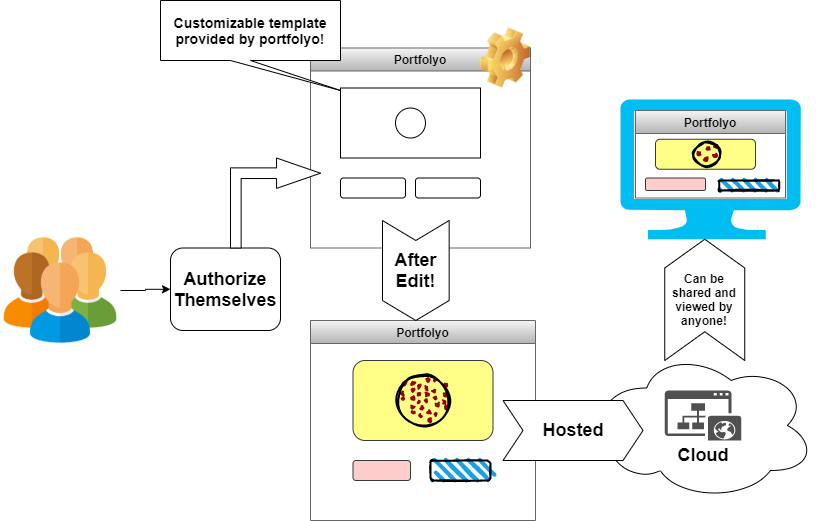 Customizable template
provided by portfolyo!
Portfolyo
Portfolyo
Authorize
Themselves
After
Edit!
Can be
shared and
viewed by
anyone!
Portfolyo
Hosted
Cloud